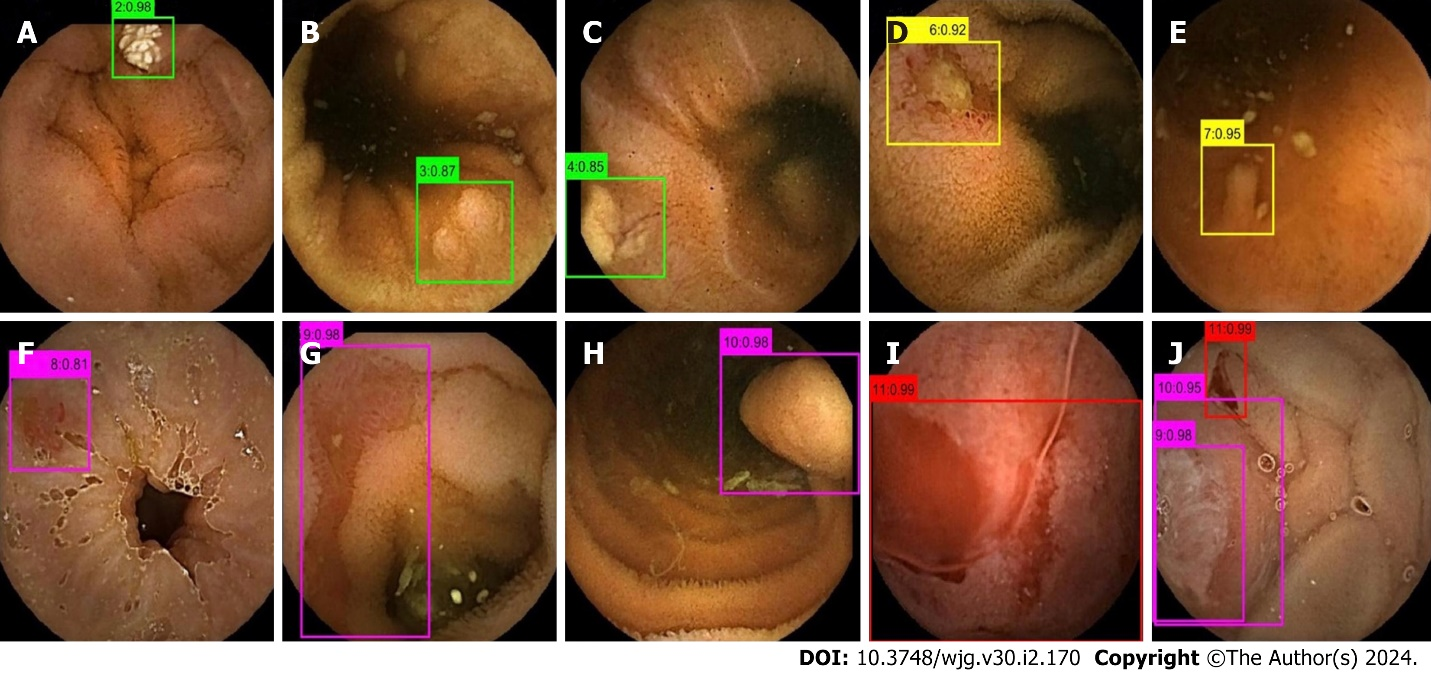 A
2:0.98
B
3:0.87
C
4:0.85
D
6:0.92
E
7:0.95
F
8:0.81
G
9:0.98
H
10:0.98
I
11:0.99
J
11:0.99
10:0.95
9:0.98
DOI: 10.3748/wjg.v30.i2.170 Copyright ©The Author(s) 2024.